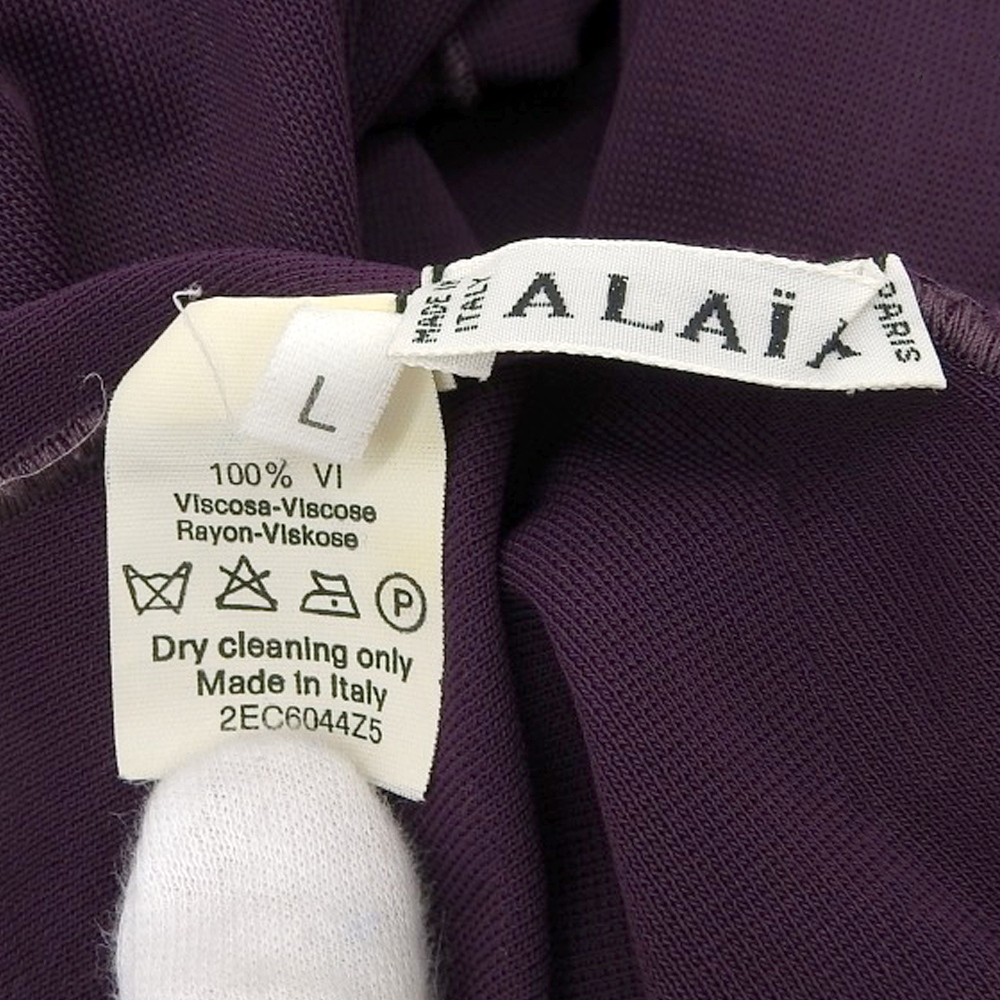 MADE IN
ITALY
ALAÏA
PARIS
L
100% VI
Viscosa-Viscose
Rayon-Viskose
P
Dry cleaning only
Made in Italy
2EC6044Z5